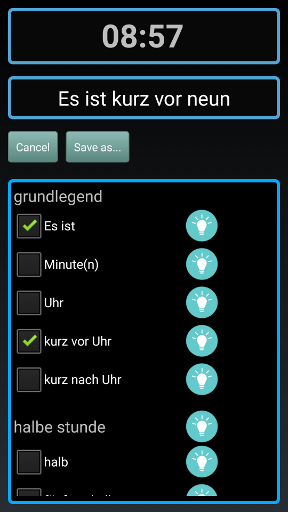 08:57
Es ist kurz vor neun
Cancel
Save as...
grundlegend
Es ist
Minute(n)
Uhr
kurz vor Uhr
kurz nach Uhr
halbe stunde
halb